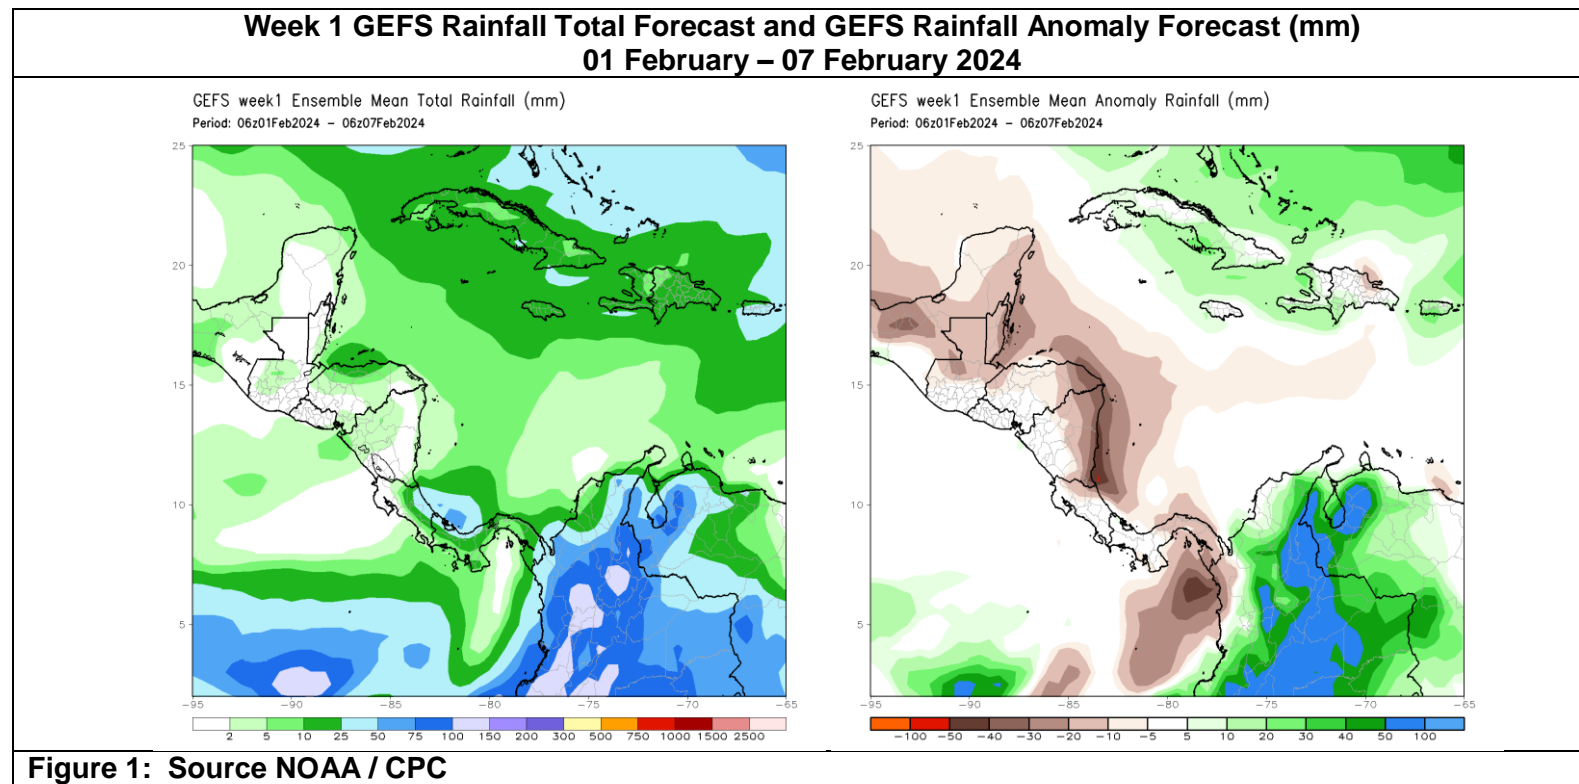 Week 1 GEFS Rainfall Total Forecast and GEFS Rainfall Anomaly Forecast (mm)
01 February – 07 February 2024
GEFS week1 Ensemble Mean Total Rainfall (mm)
Period: 06z01Feb2024 – 06z07Feb2024
25
20
15
10
5
-95 -90 -85 -80 -75 -70 -65
2 5 10 25 50 75 100 150 200 300 500 750 1000 1500 2500
GEFS week1 Ensemble Mean Anomaly Rainfall (mm)
Period: 06z01Feb2024 – 06z07Feb2024
25
20
15
10
5
-95 -90 -85 -80 -75 -70 -65
-100 -50 -40 -30 -20 -10 -5 5 10 20 30 40 50 100
Figure 1: Source NOAA / CPC